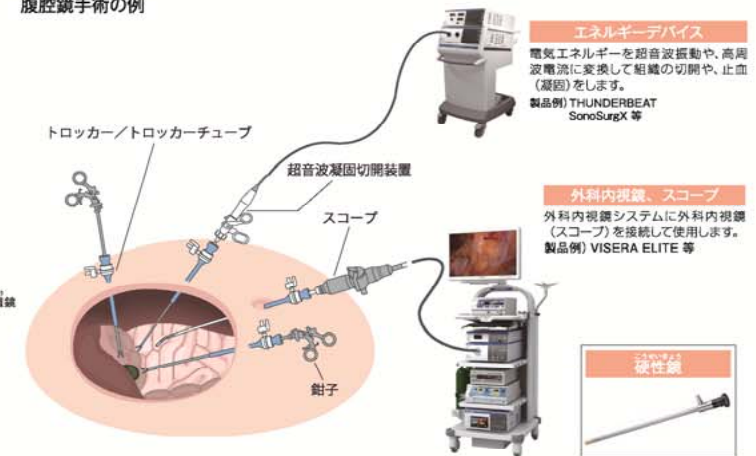 腹腔鏡手術の例
エネルギーデバイス
電気エネルギーを超音波振動や、高周
波電流に変換して組織の切開や、止血
（凝固）をします。
製品例）THUNDERBEAT
SonoSurgX 等
トロッカー／トロッカーチューブ
超音波凝固切開装置
スコープ
外科内視鏡、スコープ
外科内視鏡システムに外科内視鏡
（スコープ）を接続して使用します。
製品例）VISERA ELITE 等
鉗子
こうせいきょう
硬性鏡